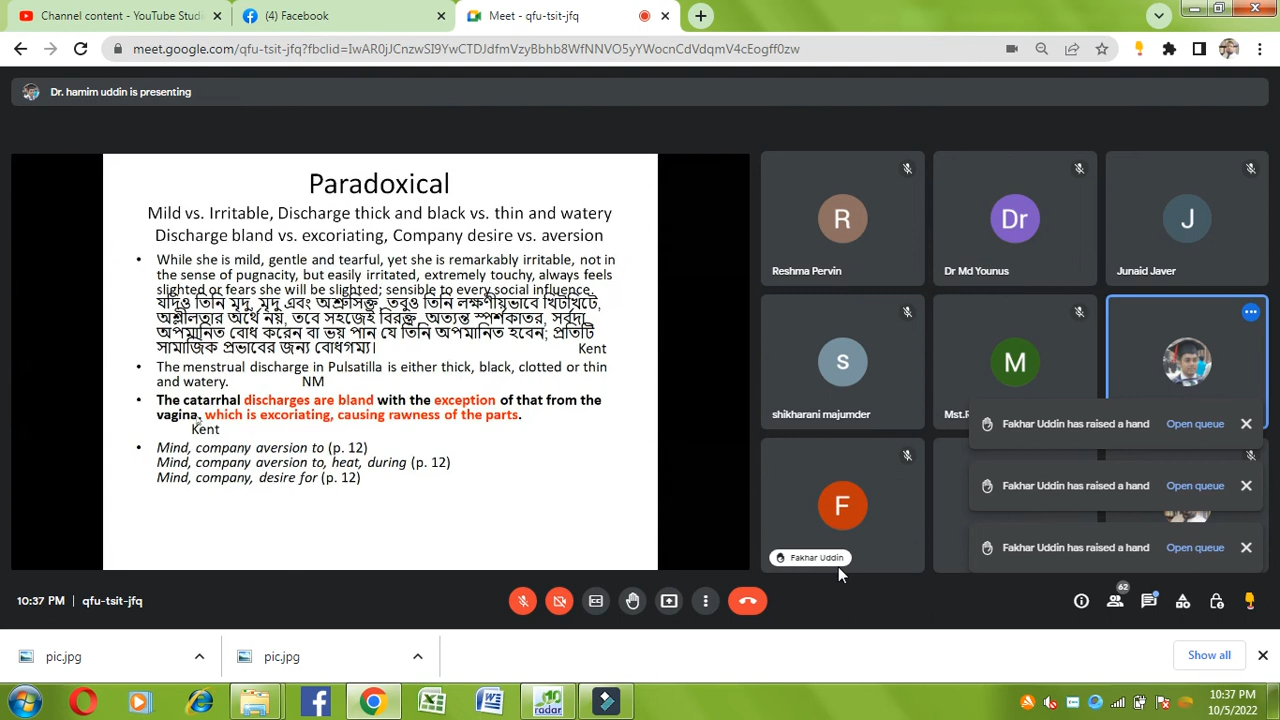 Channel content - YouTube Studi
(4) Facebook
Meet - qfu-tsit-jfq
meet.google.com/qfu-tsit-jfq?fbclid=IwAR0jJCnzwSI9YwCTDJdfmVzyBbhb8WfNNVO5yYWocnCdVdqmV4cEogff0zw
Dr. hamim uddin is presenting
Paradoxical
Mild vs. Irritable, Discharge thick and black vs. thin and watery
Discharge bland vs. excoriating, Company desire vs. aversion
• While she is mild, gentle and tearful, yet she is remarkably irritable, not in
the sense of pugnacity, but easily irritated, extremely touchy, always feels
slighted or fears she will be slighted; sensible to every social influence.
যদিও তিনি মৃদু, মৃদু এবং অশ্রুসিক্ত, তবুও তিনি লক্ষণীয়ভাবে খিটখিটে,
অশ্লীলতার অর্থে নয়, তবে সহজেই বিরক্ত, অত্যন্ত স্পর্শকাতর, সর্বদা
অপমানিত বোধ করেন বা ভয় পান যে তিনি অপমানিত হবেন; প্রতিটি
সামাজিক প্রভাবের জন্য বোধগম্য। Kent
• The menstrual discharge in Pulsatilla is either thick, black, clotted or thin
and watery. NM
• The catarrhal discharges are bland with the exception of that from the
vagina, which is excoriating, causing rawness of the parts.
Kent
• Mind, company aversion to (p. 12)
Mind, company aversion to, heat, during (p. 12)
Mind, company, desire for (p. 12)
R
Reshma Pervin
Dr
Dr Md Younus
J
Junaid Javer
s
shikharani majumder
M
Mst.R
F
Fakhar Uddin
Fakhar Uddin has raised a hand Open queue
Fakhar Uddin has raised a hand Open queue
Fakhar Uddin has raised a hand Open queue
10:37 PM | qfu-tsit-jfq
62
pic.jpg
pic.jpg
Show all
10
radar
10:37 PM
10/5/2022